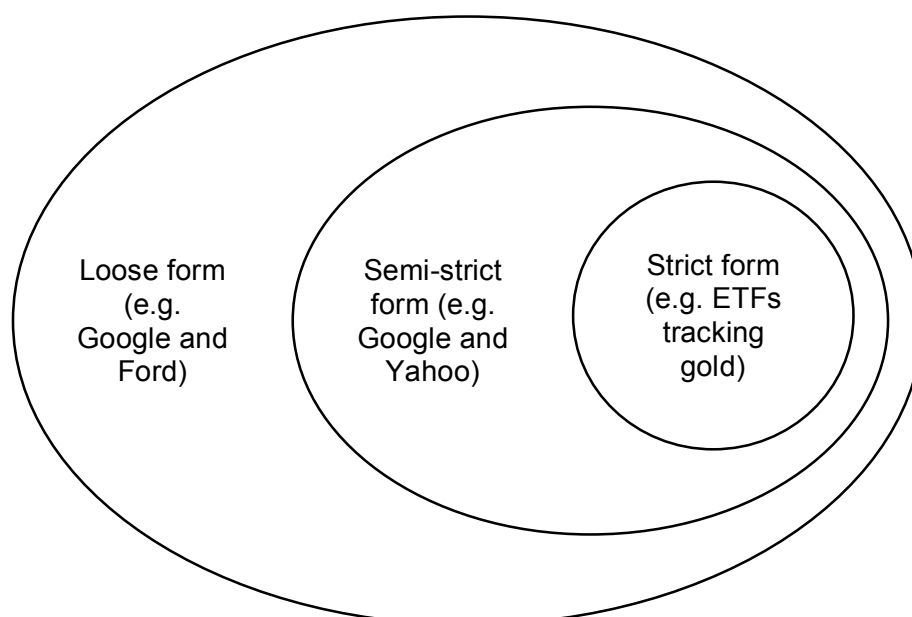 Loose form
(e.g.
Google and
Ford)
Semi-strict
form (e.g.
Google and
Yahoo)
Strict form
(e.g. ETFs
tracking
gold)